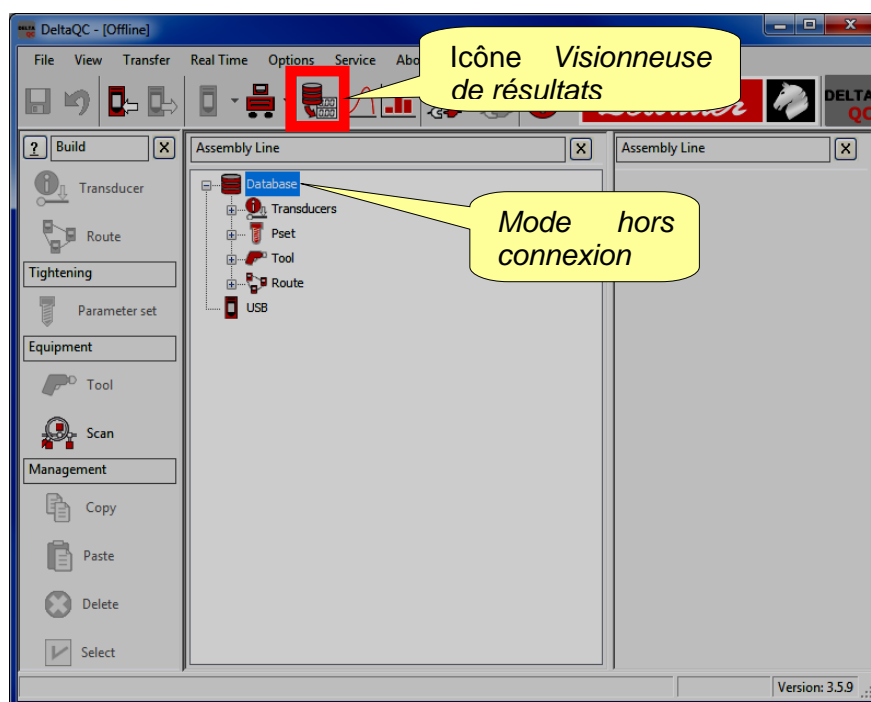 DeltaQC - [Offline]
File View Transfer Real Time Options Service
Icône Visionneuse
de résultats
DELTA
QC
? Build X
Transducer
Route
Tightening
Parameter set
Equipment
Tool
Scan
Management
Copy
Paste
Delete
Select
Assembly Line X
Database
Transducers
Pset
Tool
Route
USB
Mode hors
connexion
Assembly Line X
Version: 3.5.9